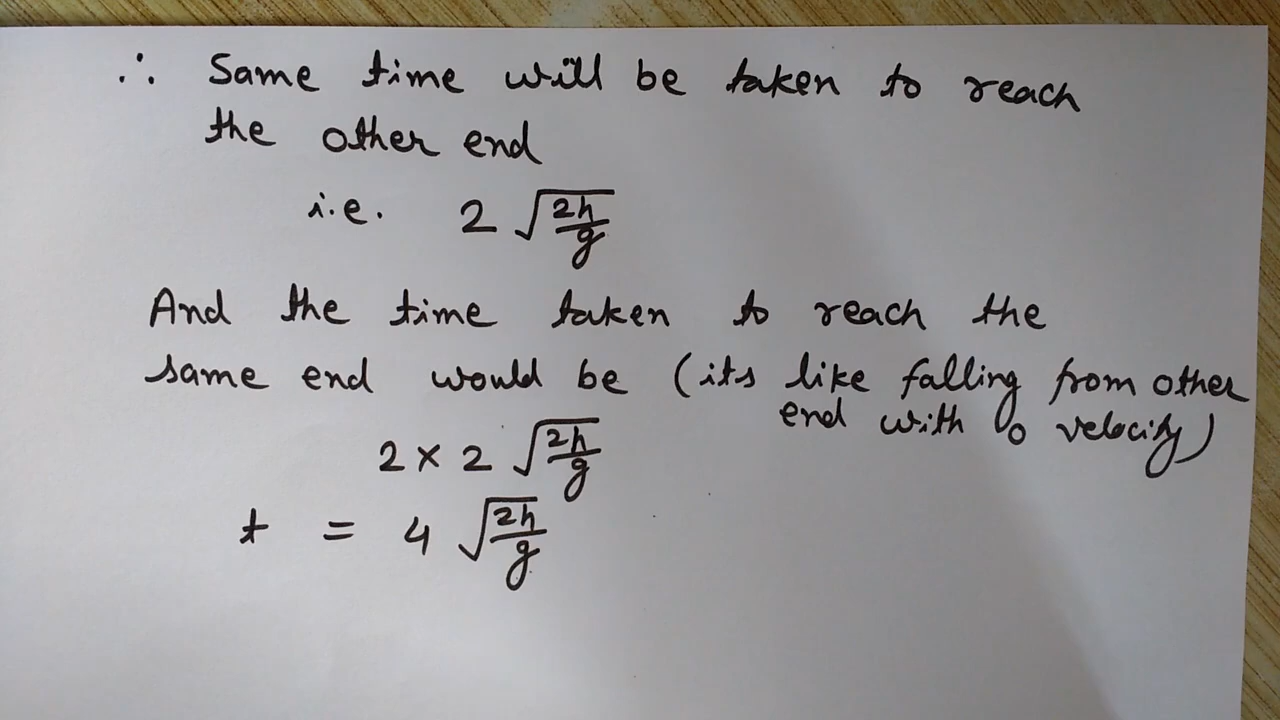 ∴ Same time will be taken to reach
the other end
i.e. 2 √(2h/g)
And the time taken to reach the
same end would be (its like falling from other
end with 0 velocity)
2 × 2 √(2h/g)
t = 4 √(2h/g)